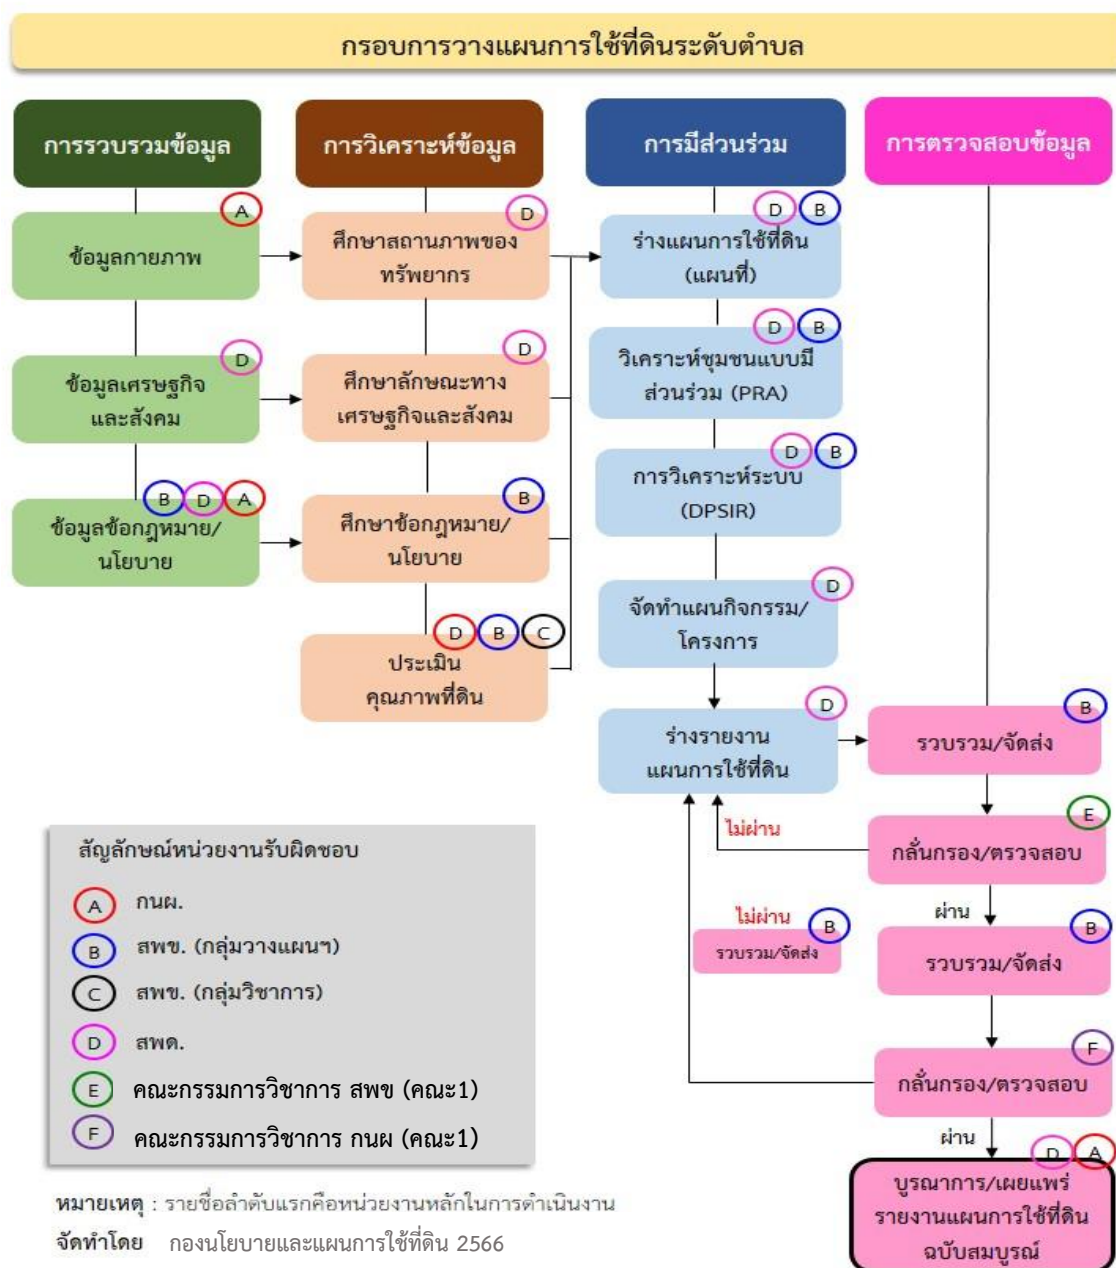 กรอบการวางแผนการใช้ที่ดินระดับตำบล
การรวบรวมข้อมูล
A
ข้อมูลกายภาพ
D
ข้อมูลเศรษฐกิจ
และสังคม
B D A
ข้อมูลข้อกฎหมาย/
นโยบาย
การวิเคราะห์ข้อมูล
D
ศึกษาสถานภาพของ
ทรัพยากร
D
ศึกษาลักษณะทาง
เศรษฐกิจและสังคม
B
ศึกษาข้อกฎหมาย/
นโยบาย
D B C
ประเมิน
คุณภาพที่ดิน
การมีส่วนร่วม
D B
ร่างแผนการใช้ที่ดิน
(แผนที่)
D B
วิเคราะห์ชุมชนแบบมี
ส่วนร่วม (PRA)
D B
การวิเคราะห์ระบบ
(DPSIR)
D
จัดทำแผนกิจกรรม/
โครงการ
D
ร่างรายงาน
แผนการใช้ที่ดิน
การตรวจสอบข้อมูล
B
รวบรวม/จัดส่ง
E
กลั่นกรอง/ตรวจสอบ
ไม่ผ่าน
ผ่าน
B
รวบรวม/จัดส่ง
ไม่ผ่าน
B
รวบรวม/จัดส่ง
F
กลั่นกรอง/ตรวจสอบ
ผ่าน
D A
บูรณาการ/เผยแพร่
รายงานแผนการใช้ที่ดิน
ฉบับสมบูรณ์
สัญลักษณ์หน่วยงานรับผิดชอบ
A กนผ.
B สพข. (กลุ่มวางแผนฯ)
C สพข. (กลุ่มวิชาการ)
D สพด.
E คณะกรรมการวิชาการ สพข (คณะ1)
F คณะกรรมการวิชาการ กนผ (คณะ1)
หมายเหตุ : รายชื่อลำดับแรกคือหน่วยงานหลักในการดำเนินงาน
จัดทำโดย กองนโยบายและแผนการใช้ที่ดิน 2566